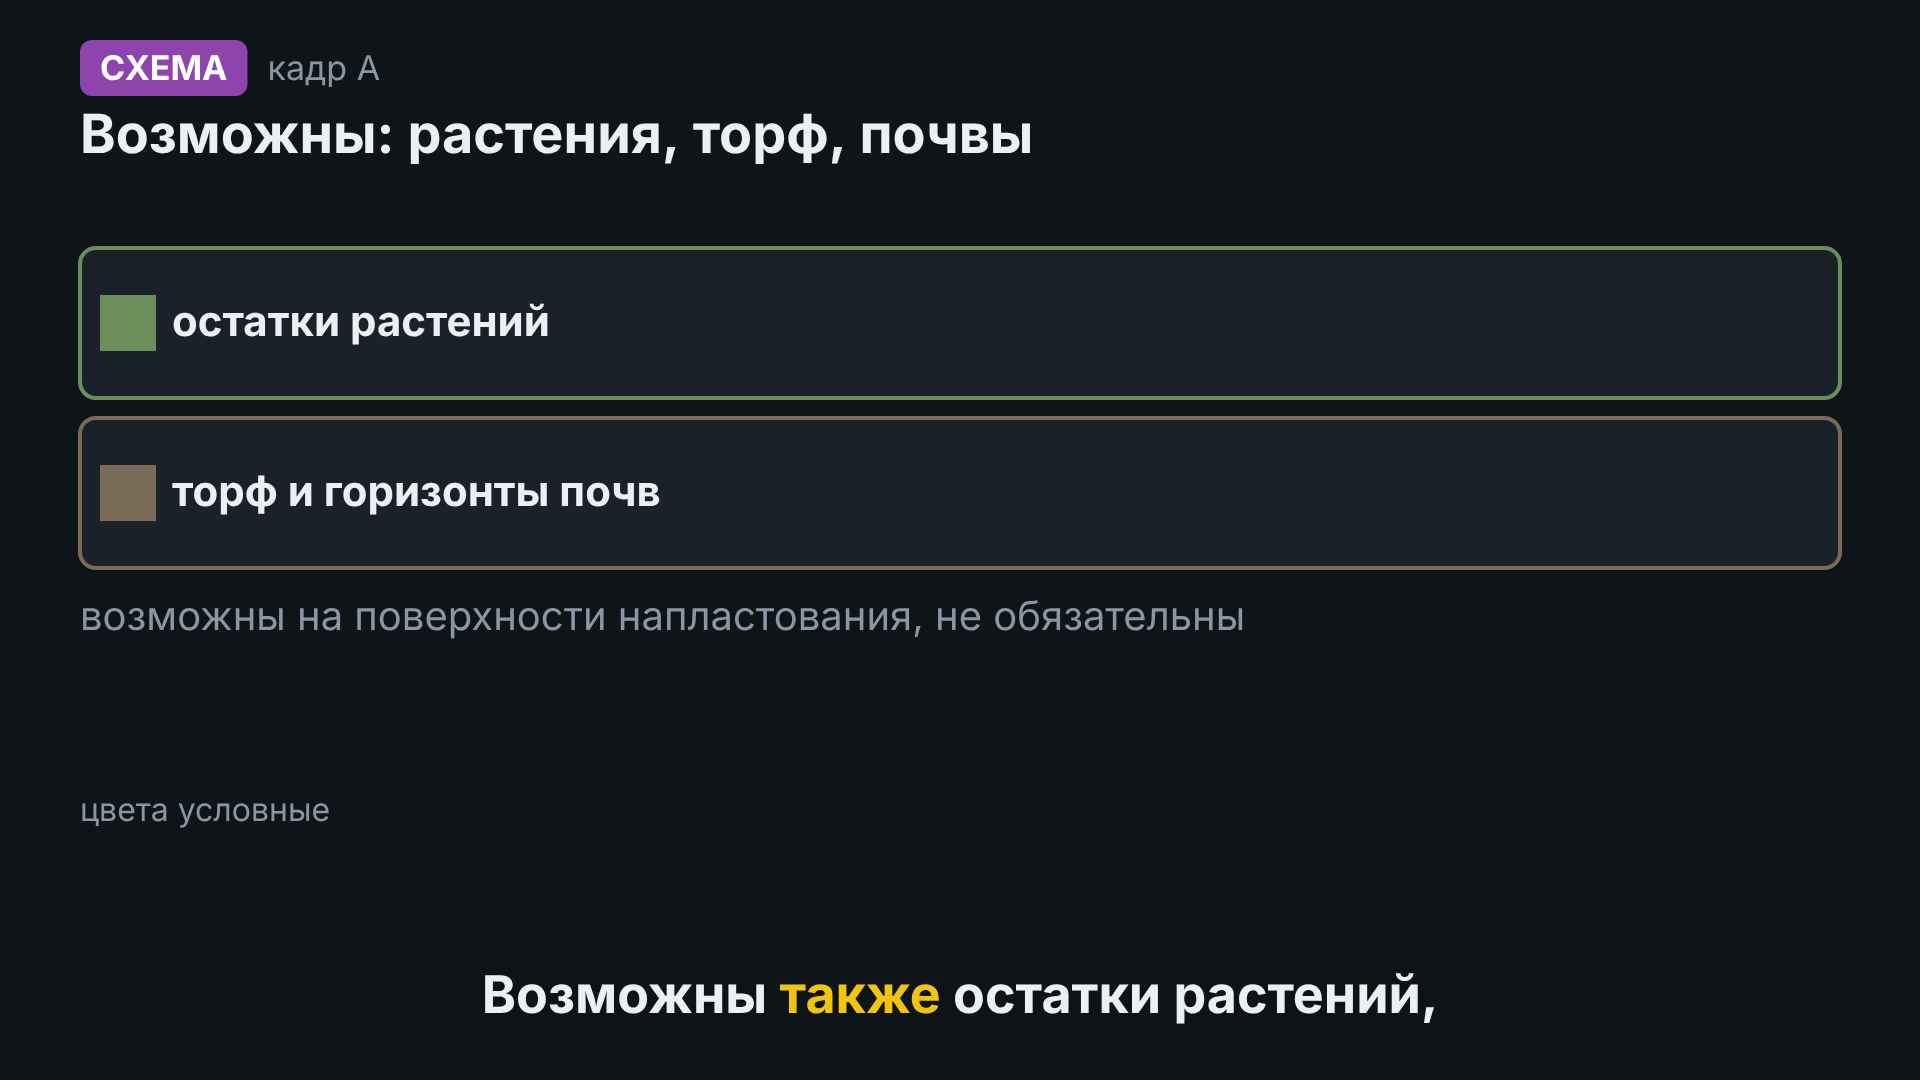 СХЕМА кадр А
Возможны: растения, торф, почвы
остатки растений
торф и горизонты почв
возможны на поверхности напластования, не обязательны
цвета условные
Возможны также остатки растений,